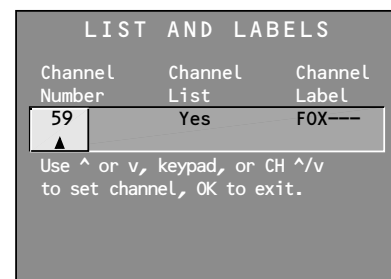 LIST AND LABELS
Channel Channel Channel
Number List Label
59 Yes FOX---
Use ^ or v, keypad, or CH ^/v
to set channel, OK to exit.